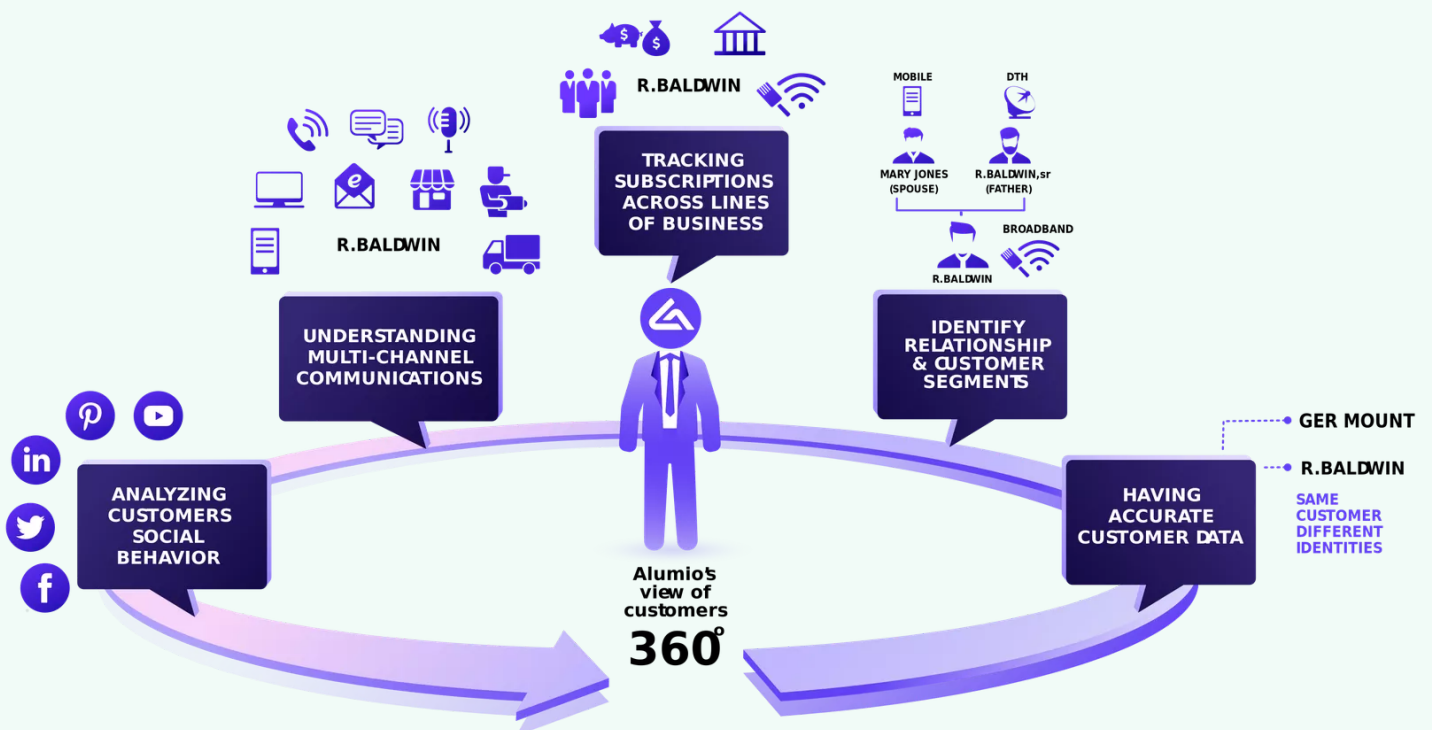 R.BALDWIN
TRACKING
SUBSCRIPTIONS
ACROSS LINES
OF BUSINESS
MOBILE
DTH
MARY JONES
(SPOUSE)
R.BALDWIN,sr
(FATHER)
BROADBAND
R.BALDWIN
IDENTIFY
RELATIONSHIP
& CUSTOMER
SEGMENTS
R.BALDWIN
UNDERSTANDING
MULTI-CHANNEL
COMMUNICATIONS
ANALYZING
CUSTOMERS
SOCIAL
BEHAVIOR
HAVING
ACCURATE
CUSTOMER DATA
GER MOUNT
R.BALDWIN
SAME
CUSTOMER
DIFFERENT
IDENTITIES
Alumio's
view of
customers
360°